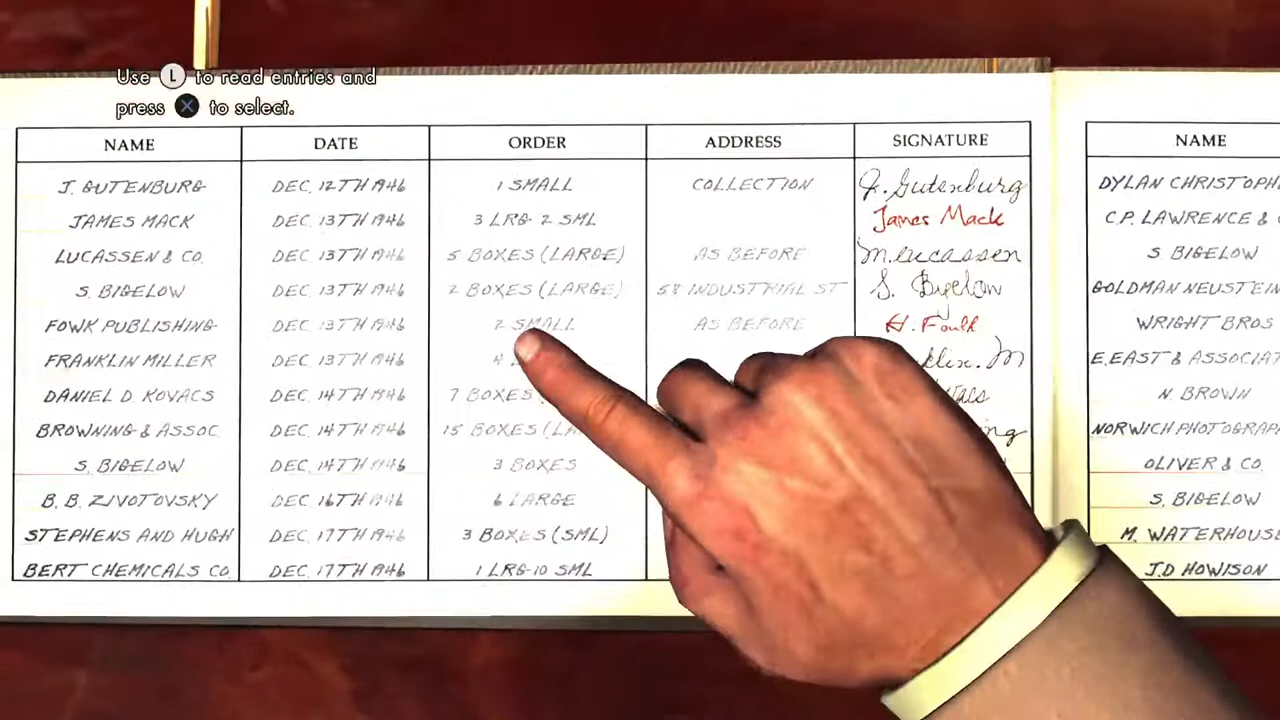 Use L to read entries and
press X to select.
NAME DATE ORDER ADDRESS SIGNATURE NAME
J. GUTENBURG DEC. 12TH 1946 1 SMALL COLLECTION J. Gutenburg DYLAN CHRISTOPH
JAMES MACK DEC. 13TH 1946 3 LRG 2 SML James Mack C.P. LAWRENCE &
LUCASSEN & CO. DEC. 13TH 1946 5 BOXES (LARGE) AS BEFORE M. Lucassen S. BIGELOW
S. BIGELOW DEC. 13TH 1946 2 BOXES (LARGE) 58 INDUSTRIAL ST S. Bigelow GOLDMAN NEUSTEIN
FOWK PUBLISHING DEC. 13TH 1946 2 SMALL AS BEFORE H. Foulk WRIGHT BROS
FRANKLIN MILLER DEC. 13TH 1946 4 klin. M E. EAST & ASSOCIAT
DANIEL D. KOVACS DEC. 14TH 1946 7 BOXES vacs N. BROWN
BROWNING & ASSOC. DEC. 14TH 1946 15 BOXES (LA ing NORWICH PHOTOGRAP
S. BIGELOW DEC. 14TH 1946 3 BOXES OLIVER & CO.
B. B. ZIVOTOVSKY DEC. 16TH 1946 6 LARGE S. BIGELOW
STEPHENS AND HUGH DEC. 17TH 1946 3 BOXES (SML) M. WATERHOUSE
BERT CHEMICALS CO. DEC. 17TH 1946 1 LRG-10 SML J.D HOWISON